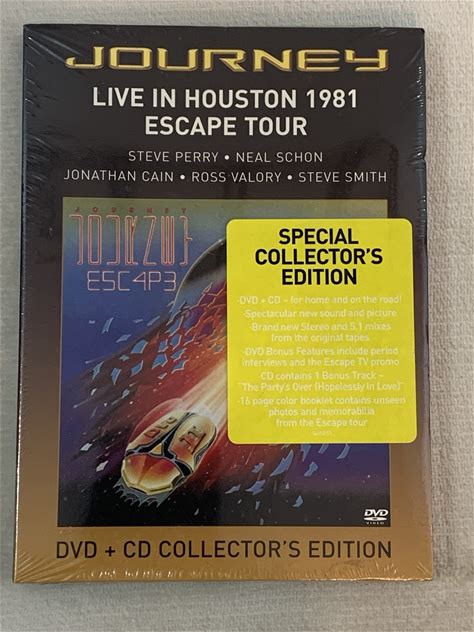 JOURNEY
LIVE IN HOUSTON 1981
ESCAPE TOUR
STEVE PERRY • NEAL SCHON
JONATHAN CAIN • ROSS VALORY • STEVE SMITH
JOURNEY
ESC4P3
SPECIAL
COLLECTOR'S
EDITION
-DVD + CD – for home and on the road!
-Spectacular new sound and picture
-Brand new Stereo and 5.1 mixes
from the original tapes
-DVD Bonus Features include period
interviews and the Escape TV promo
-CD contains 1 Bonus Track –
"The Party's Over (Hopelessly In Love)"
-16 page color booklet contains unseen
photos and memorabilia
from the Escape tour
DVD
VIDEO
DVD + CD COLLECTOR'S EDITION